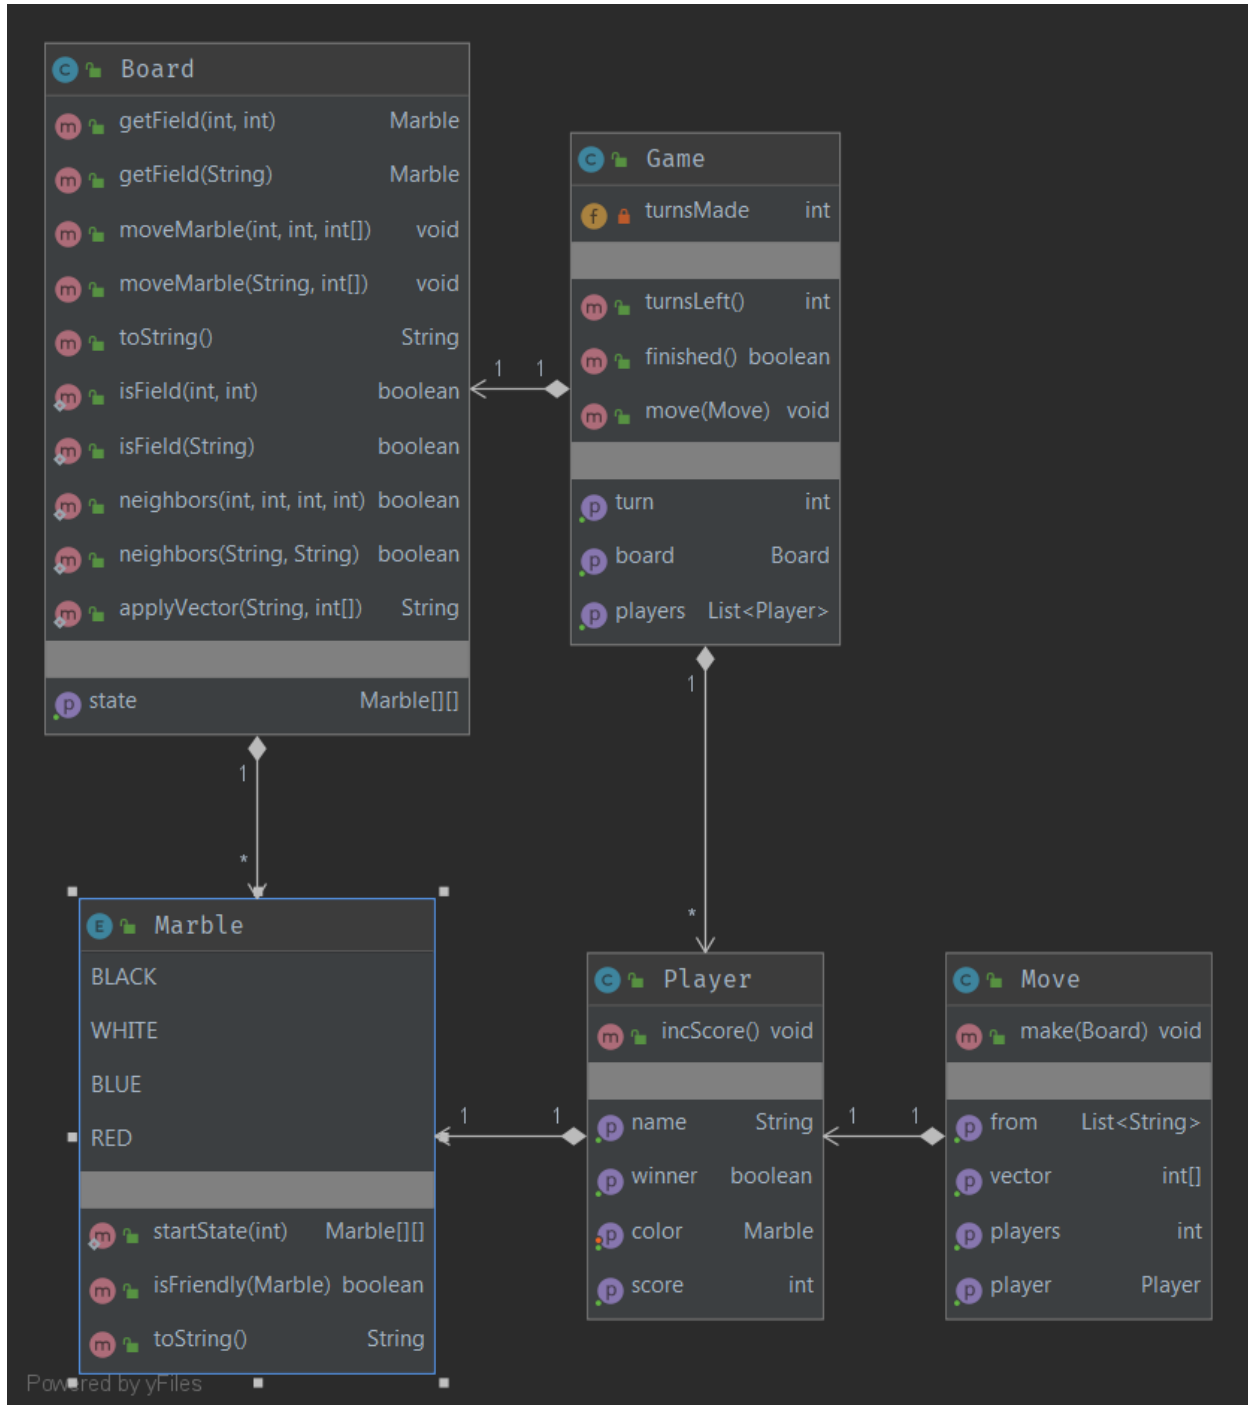 Board
getField(int, int) Marble
getField(String) Marble
moveMarble(int, int, int[]) void
moveMarble(String, int[]) void
toString() String
isField(int, int) boolean
isField(String) boolean
neighbors(int, int, int, int) boolean
neighbors(String, String) boolean
applyVector(String, int[]) String
state Marble[][]
Game
f turnsMade int
turnsLeft() int
finished() boolean
move(Move) void
turn int
board Board
players List<Player>
1 1
1
*
1
*
Marble
BLACK
WHITE
BLUE
RED
startState(int) Marble[][]
isFriendly(Marble) boolean
toString() String
1 1
Player
incScore() void
name String
winner boolean
color Marble
score int
1 1
Move
make(Board) void
from List<String>
vector int[]
players int
player Player
Powered by yFiles